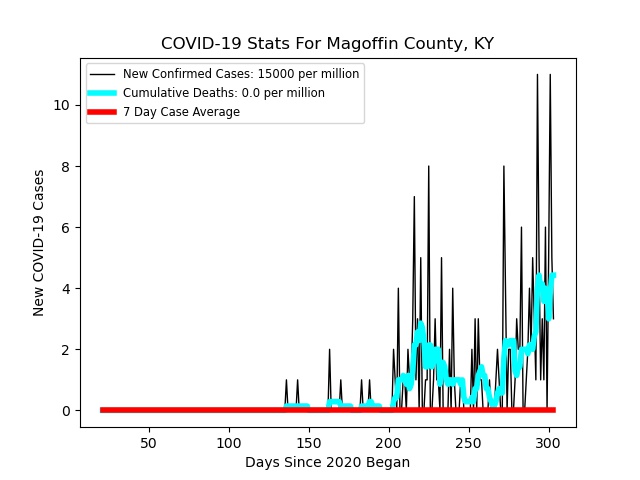 COVID-19 Stats For Magoffin County, KY
New Confirmed Cases: 15000 per million
Cumulative Deaths: 0.0 per million
7 Day Case Average
New COVID-19 Cases
10
8
6
4
2
0
50 100 150 200 250 300
Days Since 2020 Began